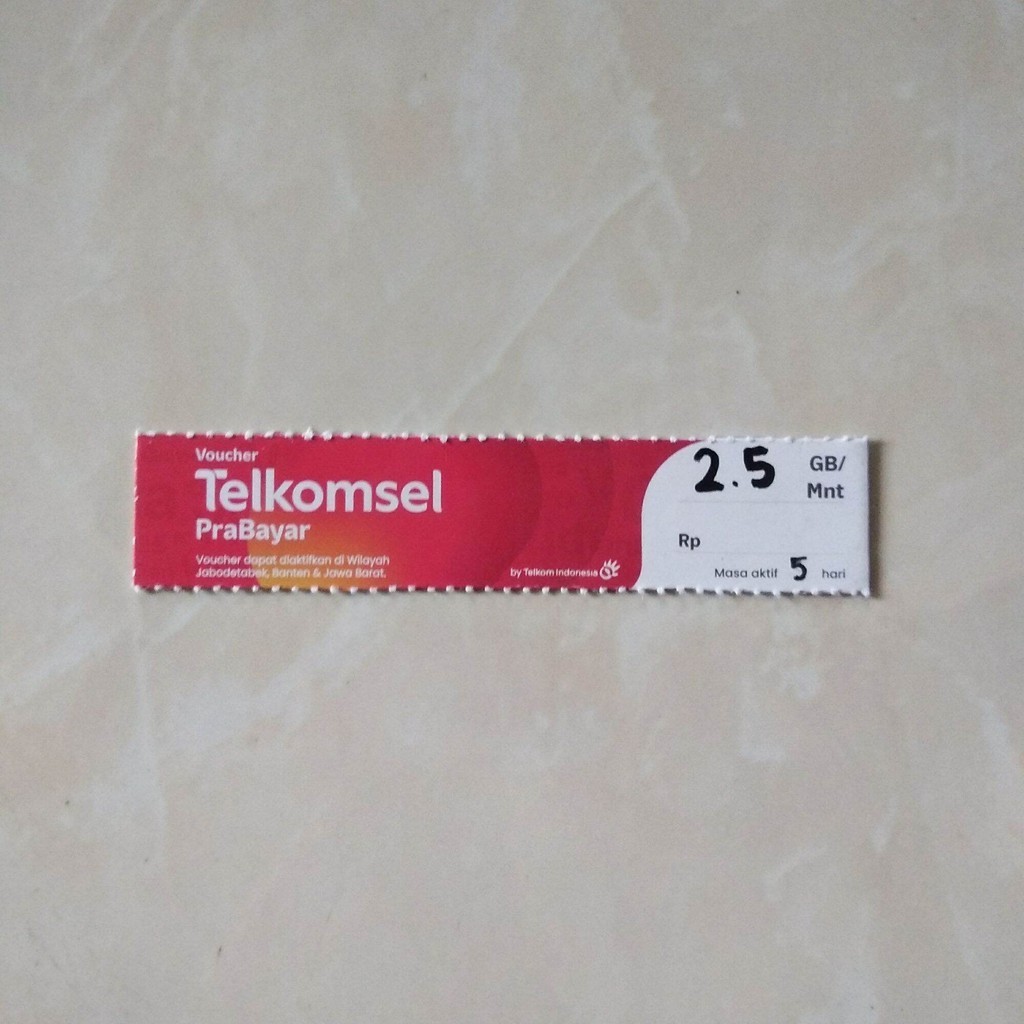 Voucher
Telkomsel
PraBayar
Voucher dapat diaktifkan di Wilayah
Jabodetabek, Banten & Jawa Barat.
by Telkom Indonesia
2.5 GB/
Mnt
Rp
Masa aktif 5 hari